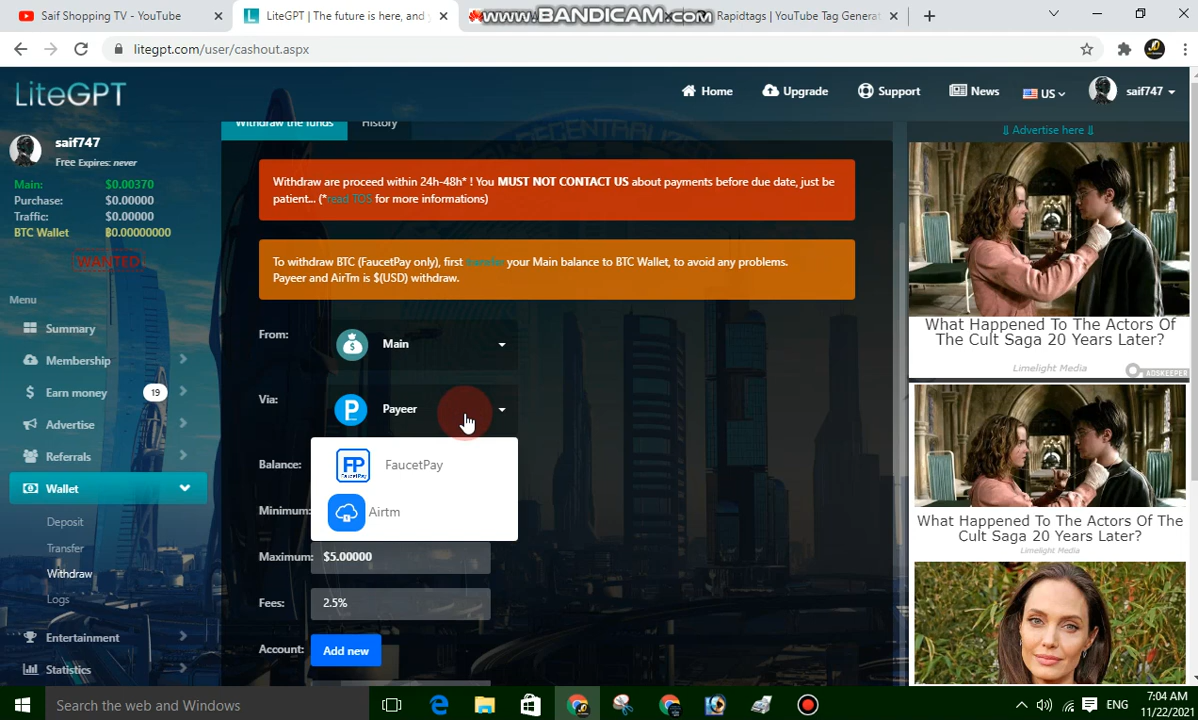 Saif Shopping TV - YouTube
LiteGPT | The future is here, and
www.BANDICAM.com
Rapidtags | YouTube Tag Generat
litegpt.com/user/cashout.aspx
LiteGPT
Home
Upgrade
Support
News
US
saif747
saif747
Free Expires: never
Main: $0.00370
Purchase: $0.00000
Traffic: $0.00000
BTC Wallet ฿0.00000000
WANTED
Menu
Summary
Membership
Earn money 19
Advertise
Referrals
Wallet
Deposit
Transfer
Withdraw
Logs
Entertainment
Statistics
Withdraw the funds
History
Withdraw are proceed within 24h-48h* ! You MUST NOT CONTACT US about payments before due date, just be
patient... (*read TOS for more informations)
To withdraw BTC (FaucetPay only), first transfer your Main balance to BTC Wallet, to avoid any problems.
Payeer and AirTm is $(USD) withdraw.
From: Main
Via: Payeer
FP
FaucetPay
FaucetPay
Airtm
Balance:
Minimum:
Maximum: $5.00000
Fees: 2.5%
Account: Add new
⇓ Advertise here ⇓
What Happened To The Actors Of
The Cult Saga 20 Years Later?
Limelight Media
ADSKEEPER
What Happened To The Actors Of The
Cult Saga 20 Years Later?
Limelight Media
Search the web and Windows
ENG
7:04 AM
11/22/2021